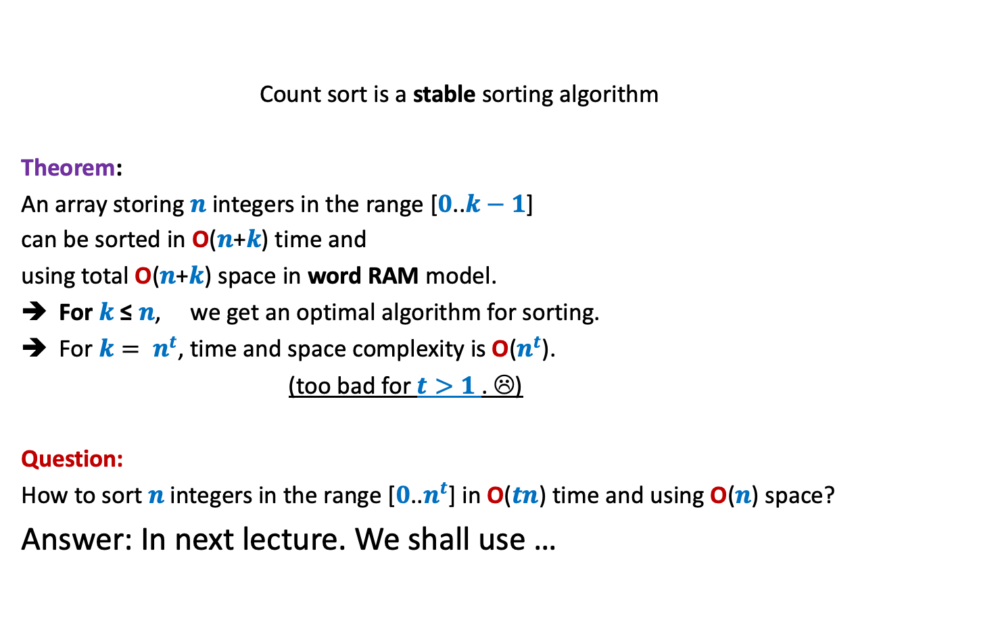 Count sort is a stable sorting algorithm
Theorem:
An array storing n integers in the range [0..k − 1]
can be sorted in O(n+k) time and
using total O(n+k) space in word RAM model.
➔ For k ≤ n, we get an optimal algorithm for sorting.
➔ For k = nᵗ, time and space complexity is O(nᵗ).
(too bad for t > 1 . ☹)
Question:
How to sort n integers in the range [0..nᵗ] in O(tn) time and using O(n) space?
Answer: In next lecture. We shall use ...